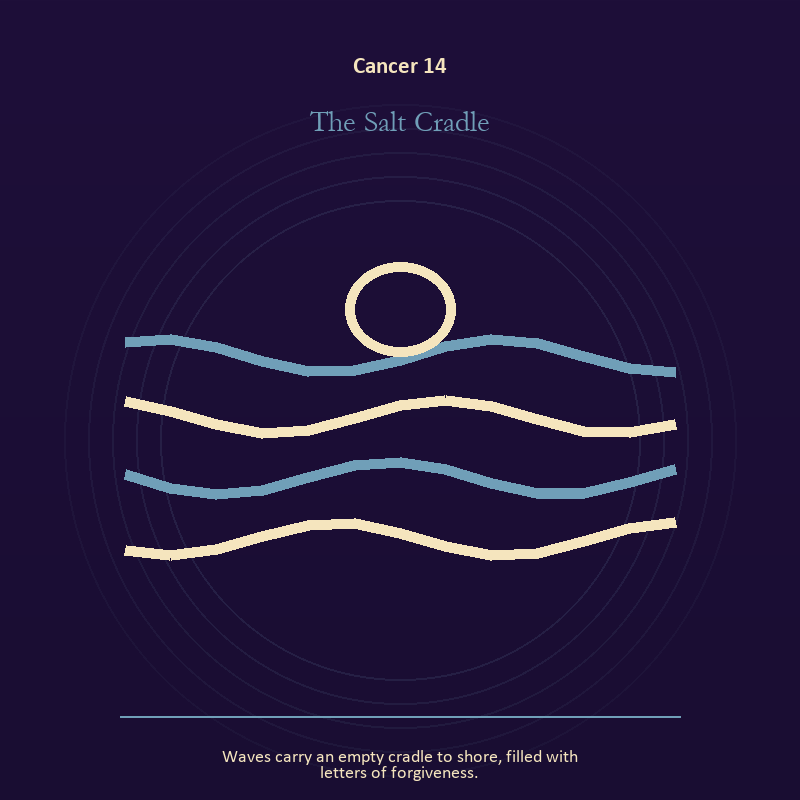 Cancer 14
The Salt Cradle
Waves carry an empty cradle to shore, filled with
letters of forgiveness.